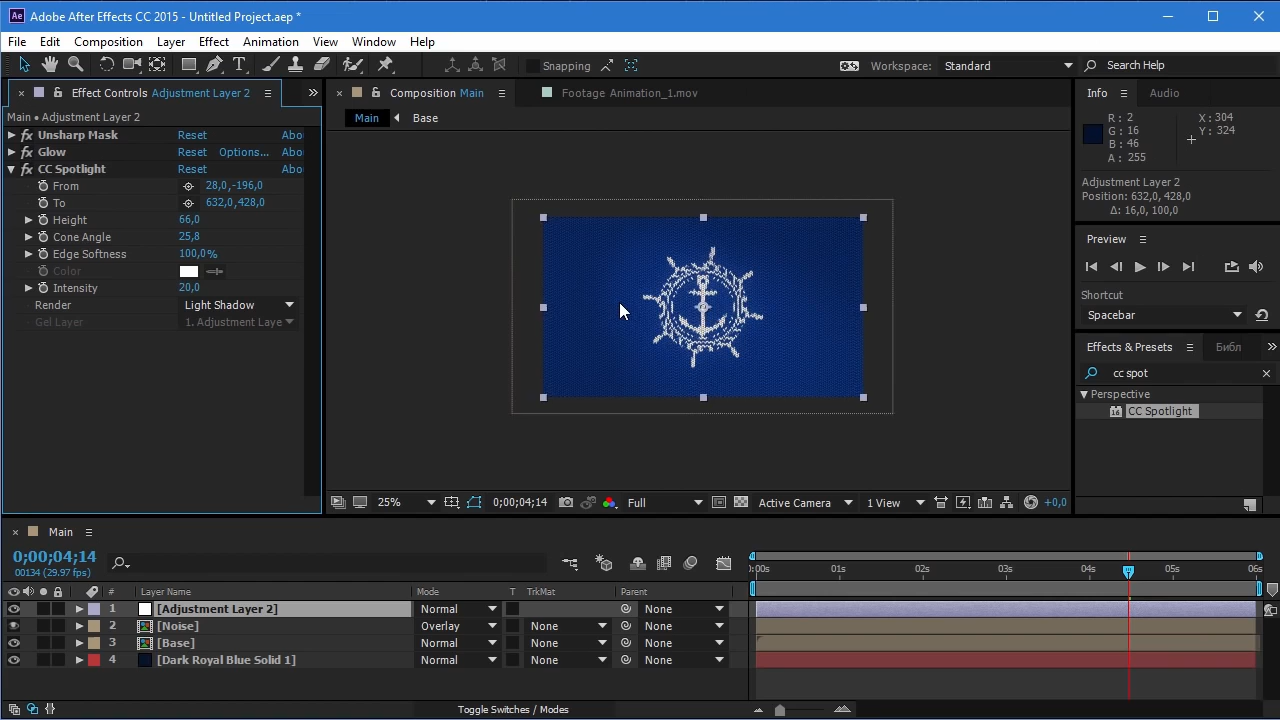 Ae Adobe After Effects CC 2015 - Untitled Project.aep *
File Edit Composition Layer Effect Animation View Window Help
T Snapping Workspace: Standard Search Help
× Effect Controls Adjustment Layer 2 »
Main • Adjustment Layer 2
fx Unsharp Mask Reset Abou
fx Glow Reset Options... Abou
fx CC Spotlight Reset Abou
From 28,0,-196,0
To 632,0,428,0
Height 66,0
Cone Angle 25,8
Edge Softness 100,0%
Color
Intensity 20,0
Render Light Shadow
Gel Layer 1. Adjustment Laye
× Composition Main Footage Animation_1.mov
Main Base
25% 0;00;04;14 Full Active Camera 1 View +0,0
Info Audio
R: 2 X: 304
G: 16 Y: 324
B: 46
A: 255
Adjustment Layer 2
Position: 632,0, 428,0
Δ: 16,0, 100,0
Preview
Shortcut
Spacebar
Effects & Presets Библ »
cc spot ×
Perspective
16 CC Spotlight
× Main
0;00;04;14
00134 (29.97 fps)
# Layer Name Mode T TrkMat Parent
1 [Adjustment Layer 2] Normal None
2 [Noise] Overlay None None
3 [Base] Normal None None
4 [Dark Royal Blue Solid 1] Normal None None
:00s 01s 02s 03s 04s 05s 06s
Toggle Switches / Modes